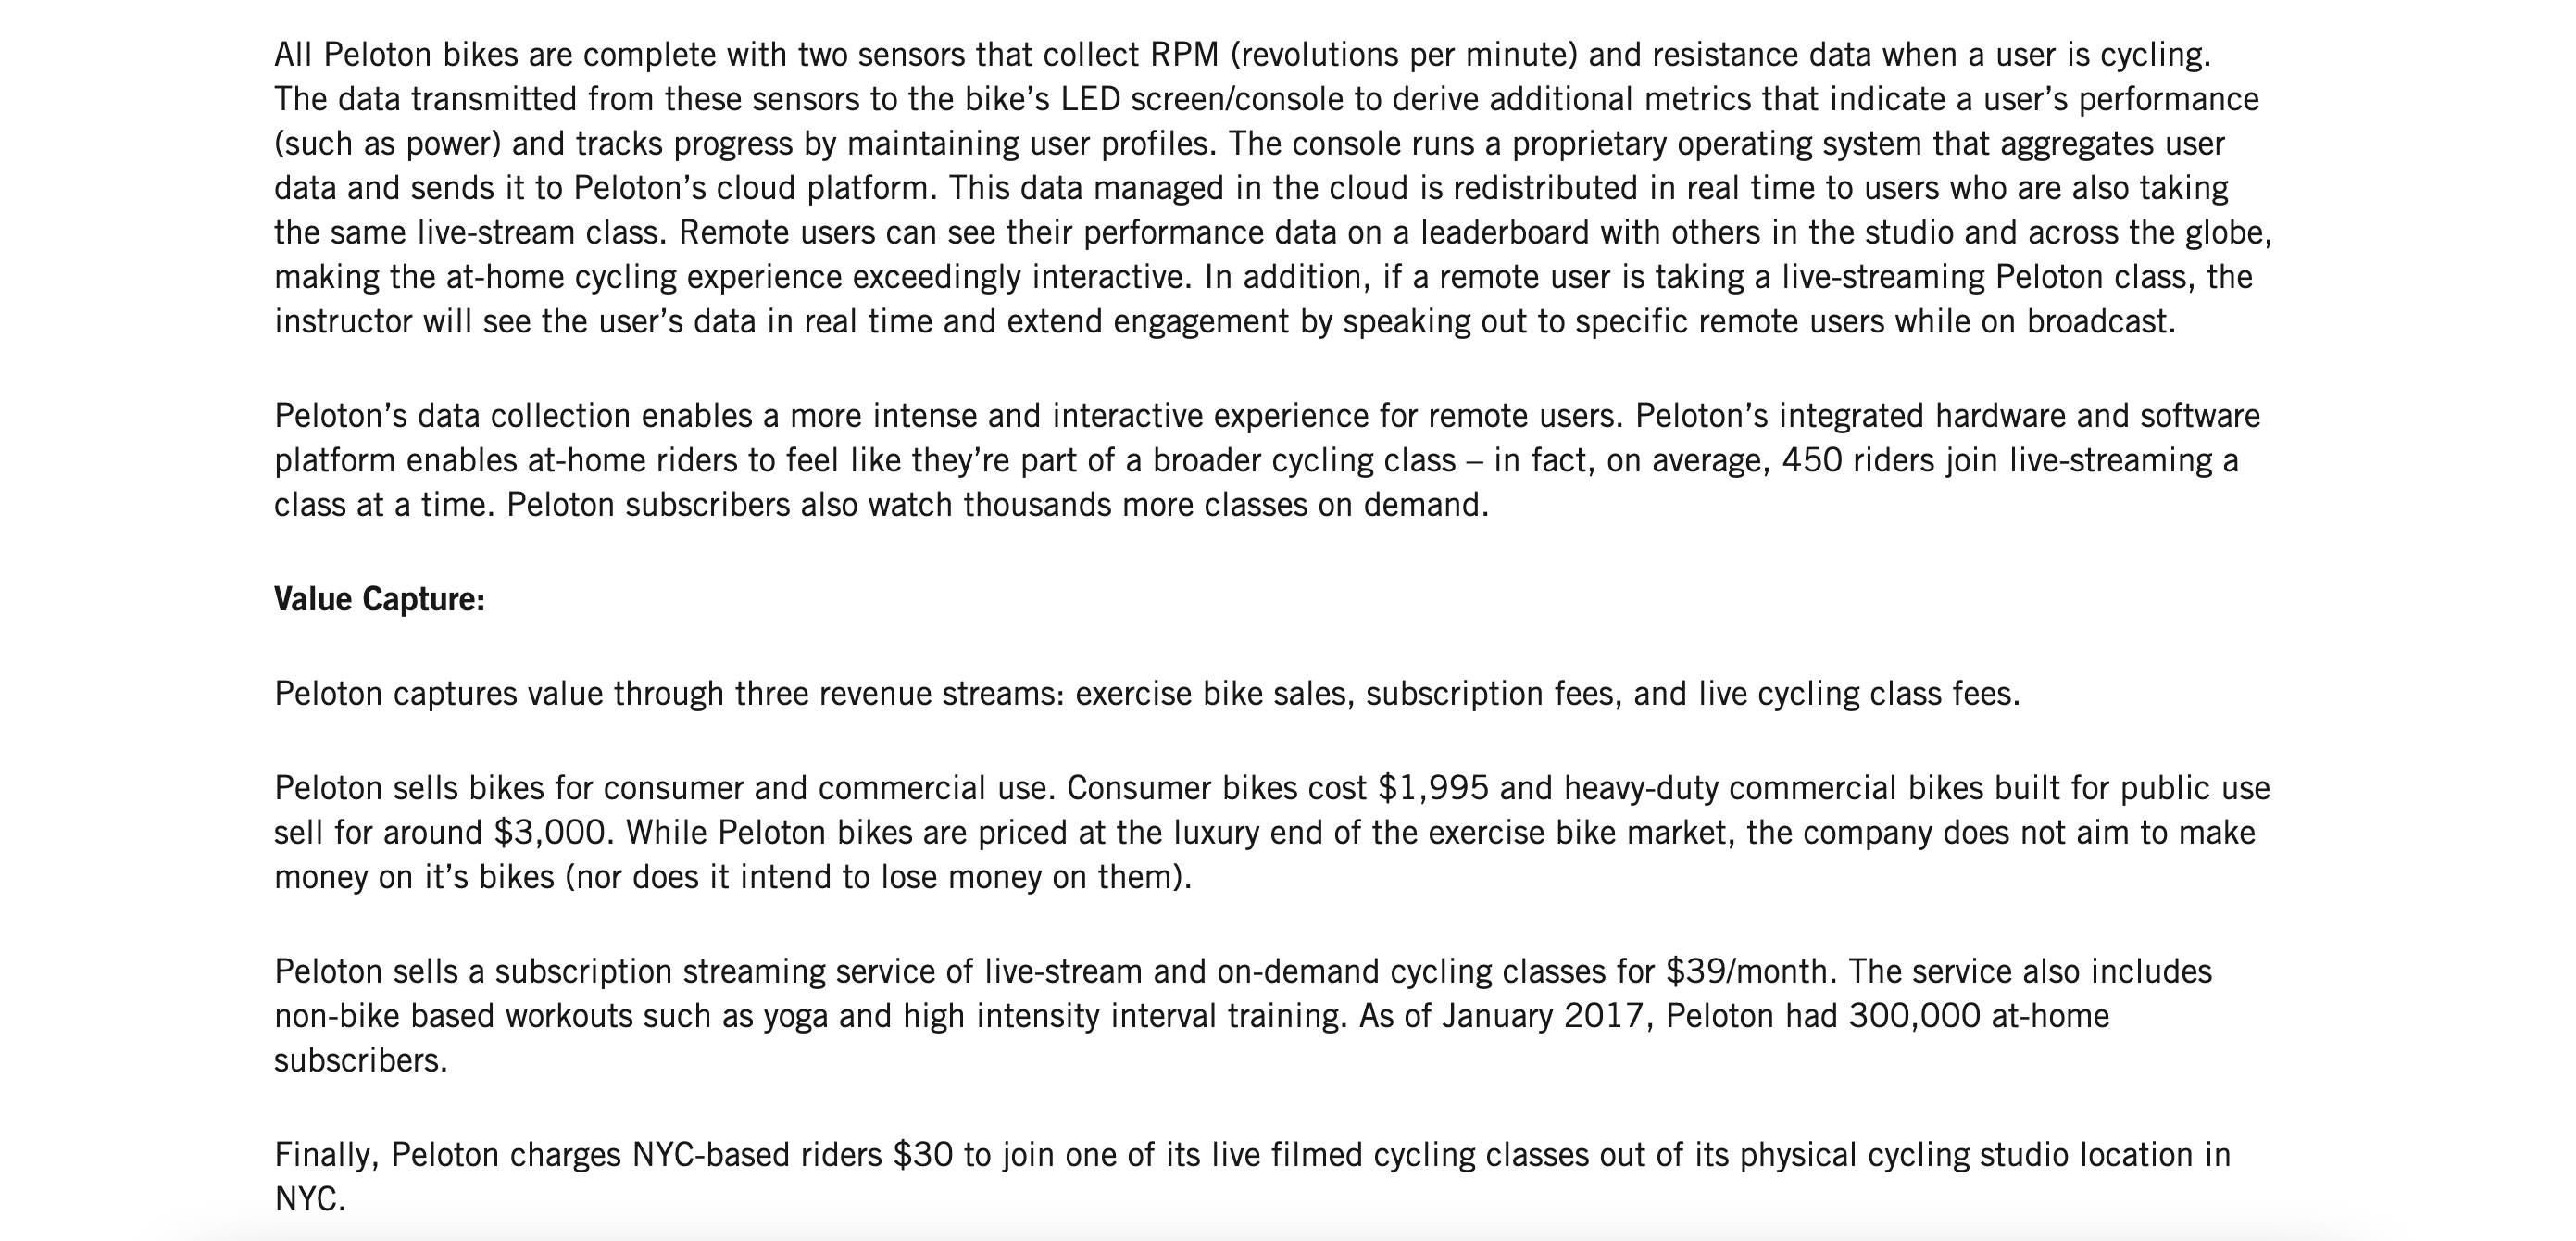 All Peloton bikes are complete with two sensors that collect RPM (revolutions per minute) and resistance data when a user is cycling.
The data transmitted from these sensors to the bike’s LED screen/console to derive additional metrics that indicate a user’s performance
(such as power) and tracks progress by maintaining user profiles. The console runs a proprietary operating system that aggregates user
data and sends it to Peloton’s cloud platform. This data managed in the cloud is redistributed in real time to users who are also taking
the same live-stream class. Remote users can see their performance data on a leaderboard with others in the studio and across the globe,
making the at-home cycling experience exceedingly interactive. In addition, if a remote user is taking a live-streaming Peloton class, the
instructor will see the user’s data in real time and extend engagement by speaking out to specific remote users while on broadcast.
Peloton’s data collection enables a more intense and interactive experience for remote users. Peloton’s integrated hardware and software
platform enables at-home riders to feel like they’re part of a broader cycling class – in fact, on average, 450 riders join live-streaming a
class at a time. Peloton subscribers also watch thousands more classes on demand.
Value Capture:
Peloton captures value through three revenue streams: exercise bike sales, subscription fees, and live cycling class fees.
Peloton sells bikes for consumer and commercial use. Consumer bikes cost $1,995 and heavy-duty commercial bikes built for public use
sell for around $3,000. While Peloton bikes are priced at the luxury end of the exercise bike market, the company does not aim to make
money on it’s bikes (nor does it intend to lose money on them).
Peloton sells a subscription streaming service of live-stream and on-demand cycling classes for $39/month. The service also includes
non-bike based workouts such as yoga and high intensity interval training. As of January 2017, Peloton had 300,000 at-home
subscribers.
Finally, Peloton charges NYC-based riders $30 to join one of its live filmed cycling classes out of its physical cycling studio location in
NYC.